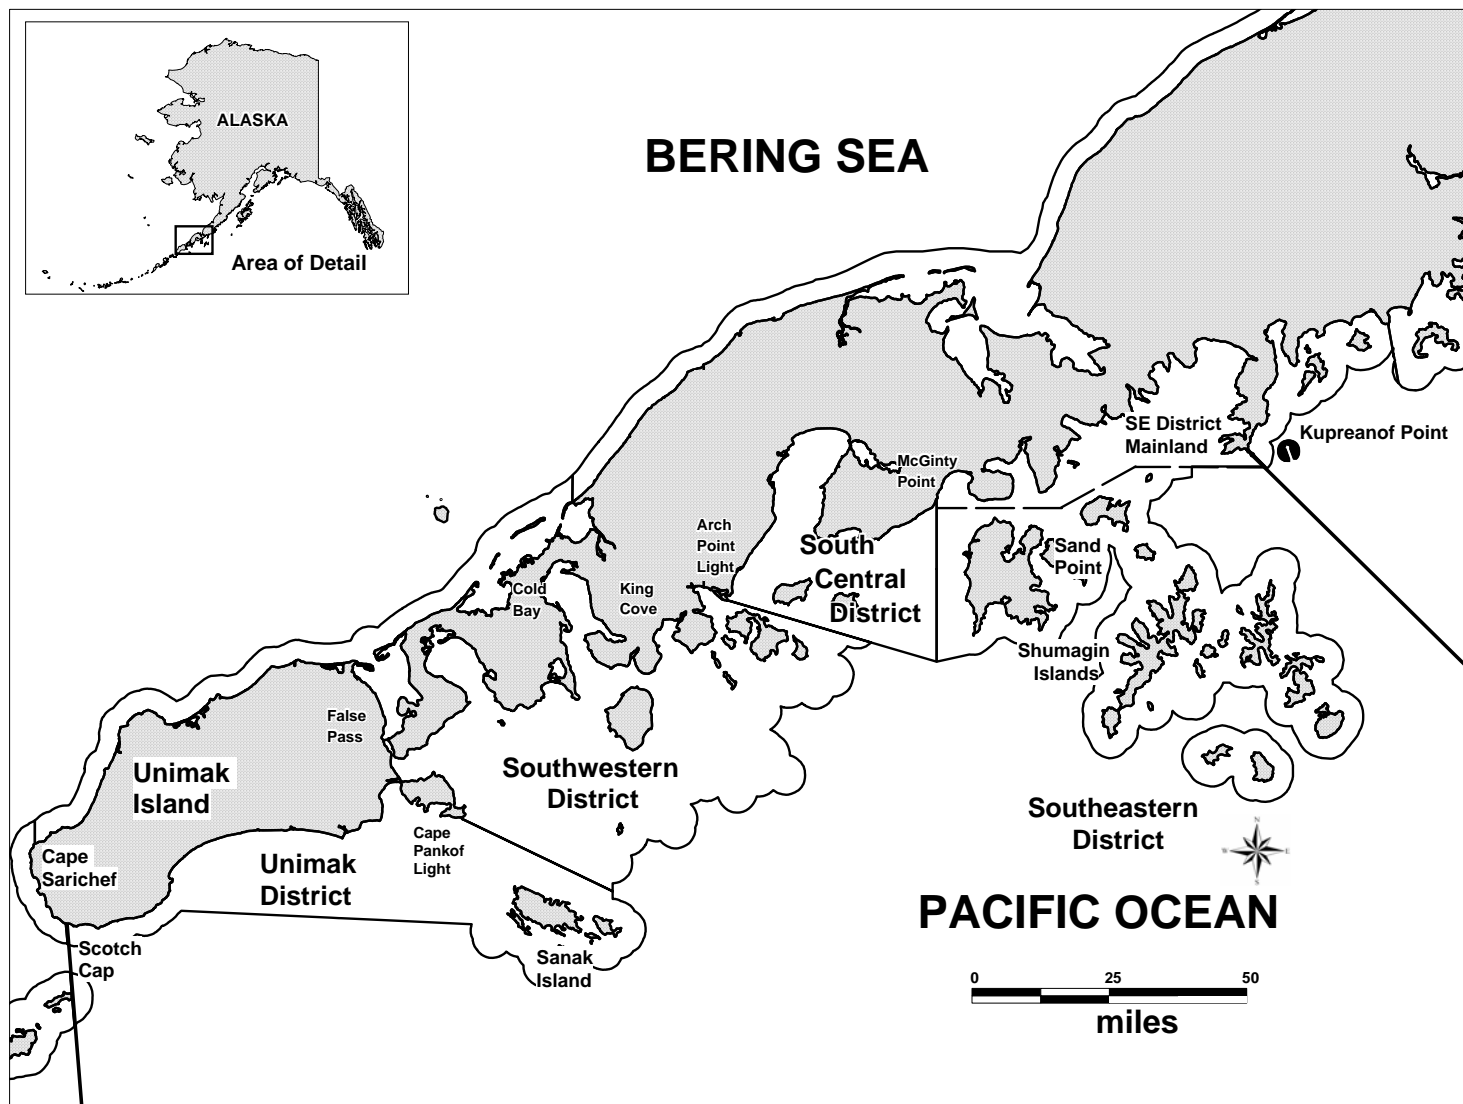 ALASKA
Area of Detail
BERING SEA
SE District
Mainland
Kupreanof Point
McGinty
Point
Arch
Point
Light
South
Central
District
Sand
Point
Cold
Bay
King
Cove
Shumagin
Islands
False
Pass
Unimak
Island
Southwestern
District
Southeastern
District
Cape
Sarichef
Unimak
District
Cape
Pankof
Light
N
W
E
S
PACIFIC OCEAN
Scotch
Cap
Sanak
Island
0 25 50
miles